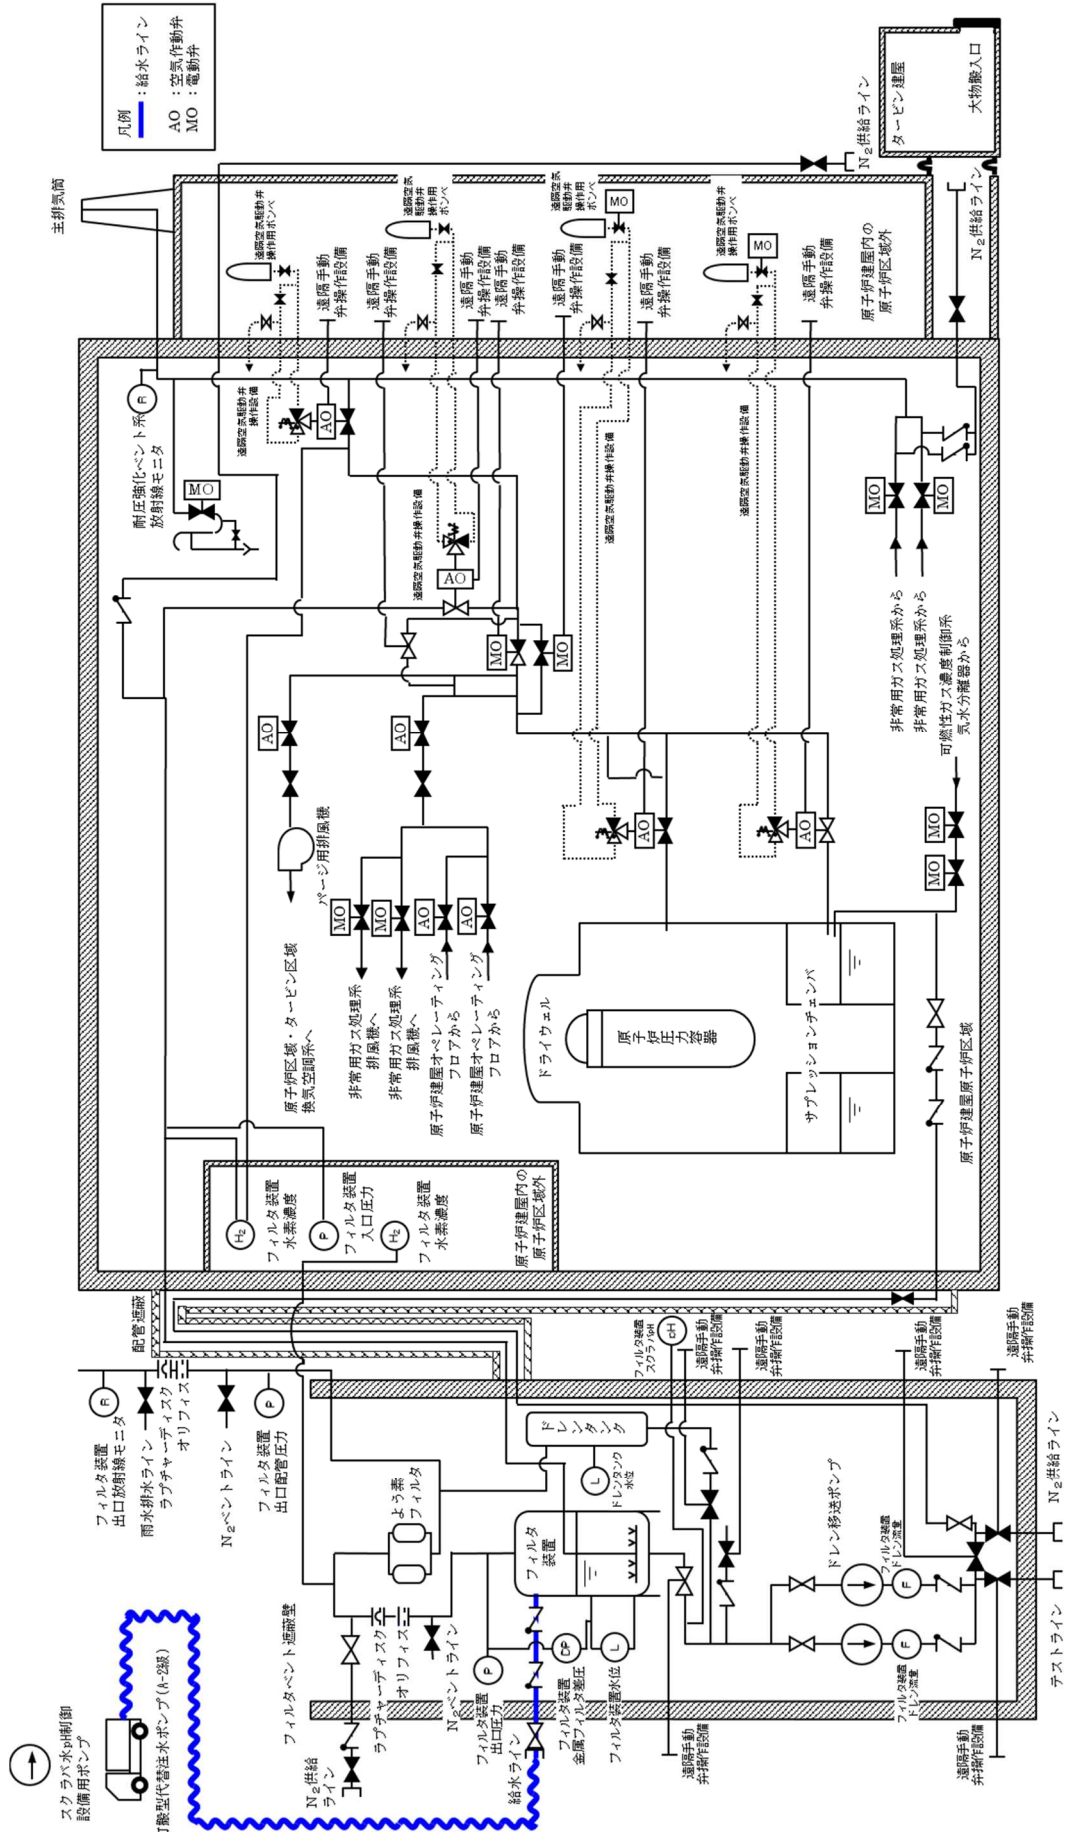 凡例
：給水ライン
AO ：空気作動弁
MO ：電動弁
主排気筒
タービン建屋
大物搬入口
N₂供給ライン
N₂供給ライン
遠隔空気駆動弁
操作用ボンベ
遠隔空気
駆動弁
操作用
ボンベ
遠隔空気
駆動弁
操作用
ボンベ
MO
遠隔空気駆動弁
操作用ボンベ
MO
遠隔手動
弁操作設備
遠隔手動
弁操作設備
遠隔手動
弁操作設備
遠隔手動
弁操作設備
遠隔手動
弁操作設備
遠隔手動
弁操作設備
遠隔手動
弁操作設備
原子炉建屋内の
原子炉区域外
R
耐圧強化ベント系
放射線モニタ
MO
遠隔空気駆動弁
操作設備
AO
遠隔空気駆動弁操作設備
AO
遠隔空気駆動弁操作設備
遠隔空気駆動弁操作設備
MO
MO
MO
MO
非常用ガス処理系から
非常用ガス処理系から
可燃性ガス濃度制御系
気水分離器から
MO
MO
AO
AO
AO
AO
パージ用排風機
MO
MO
AO
AO
原子炉区域・タービン区域
換気空調系へ
非常用ガス処理系
排風機へ
非常用ガス処理系
排風機へ
原子炉建屋オペレーティング
フロアから
原子炉建屋オペレーティング
フロアから
ドライウェル
原子炉圧力容器
サプレッションチェンバ
原子炉建屋原子炉区域
H₂
フィルタ装置
水素濃度
P
フィルタ装置
入口圧力
H₂
フィルタ装置
水素濃度
原子炉建屋内の
原子炉区域外
配管遮蔽
R
フィルタ装置
出口放射線モニタ
雨水排水ライン
ラプチャーディスク
オリフィス
N₂ベントライン
P
フィルタ装置
出口配管圧力
フィルタ装置
スクラバ水pH
pH
遠隔手動
弁操作設備
遠隔手動
弁操作設備
遠隔手動
弁操作設備
遠隔手動
弁操作設備
ドレンタンク
L
ドレンタンク
水位
よう素
フィルタ
フィルタ
装置
ドレン移送ポンプ
フィルタ装置
ドレン流量
F
F
フィルタ装置
ドレン流量
N₂供給ライン
テストライン
フィルタベント遮蔽壁
ラプチャーディスク
オリフィス
N₂ベントライン
P
フィルタ装置
出口圧力
DP
フィルタ装置
金属フィルタ差圧
L
フィルタ装置水位
給水ライン
N₂供給
ライン
遠隔手動
弁操作設備
遠隔手動
弁操作設備
スクラバ水pH制御
設備用ポンプ
可搬型代替注水ポンプ(A-2級)